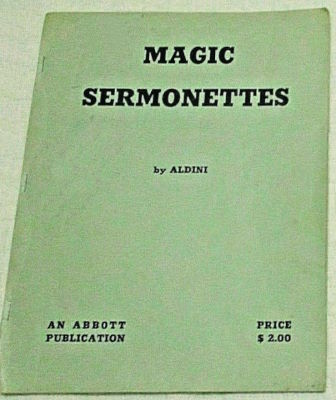 MAGIC
SERMONETTES
by ALDINI
AN ABBOTT PRICE
PUBLICATION $ 2.00